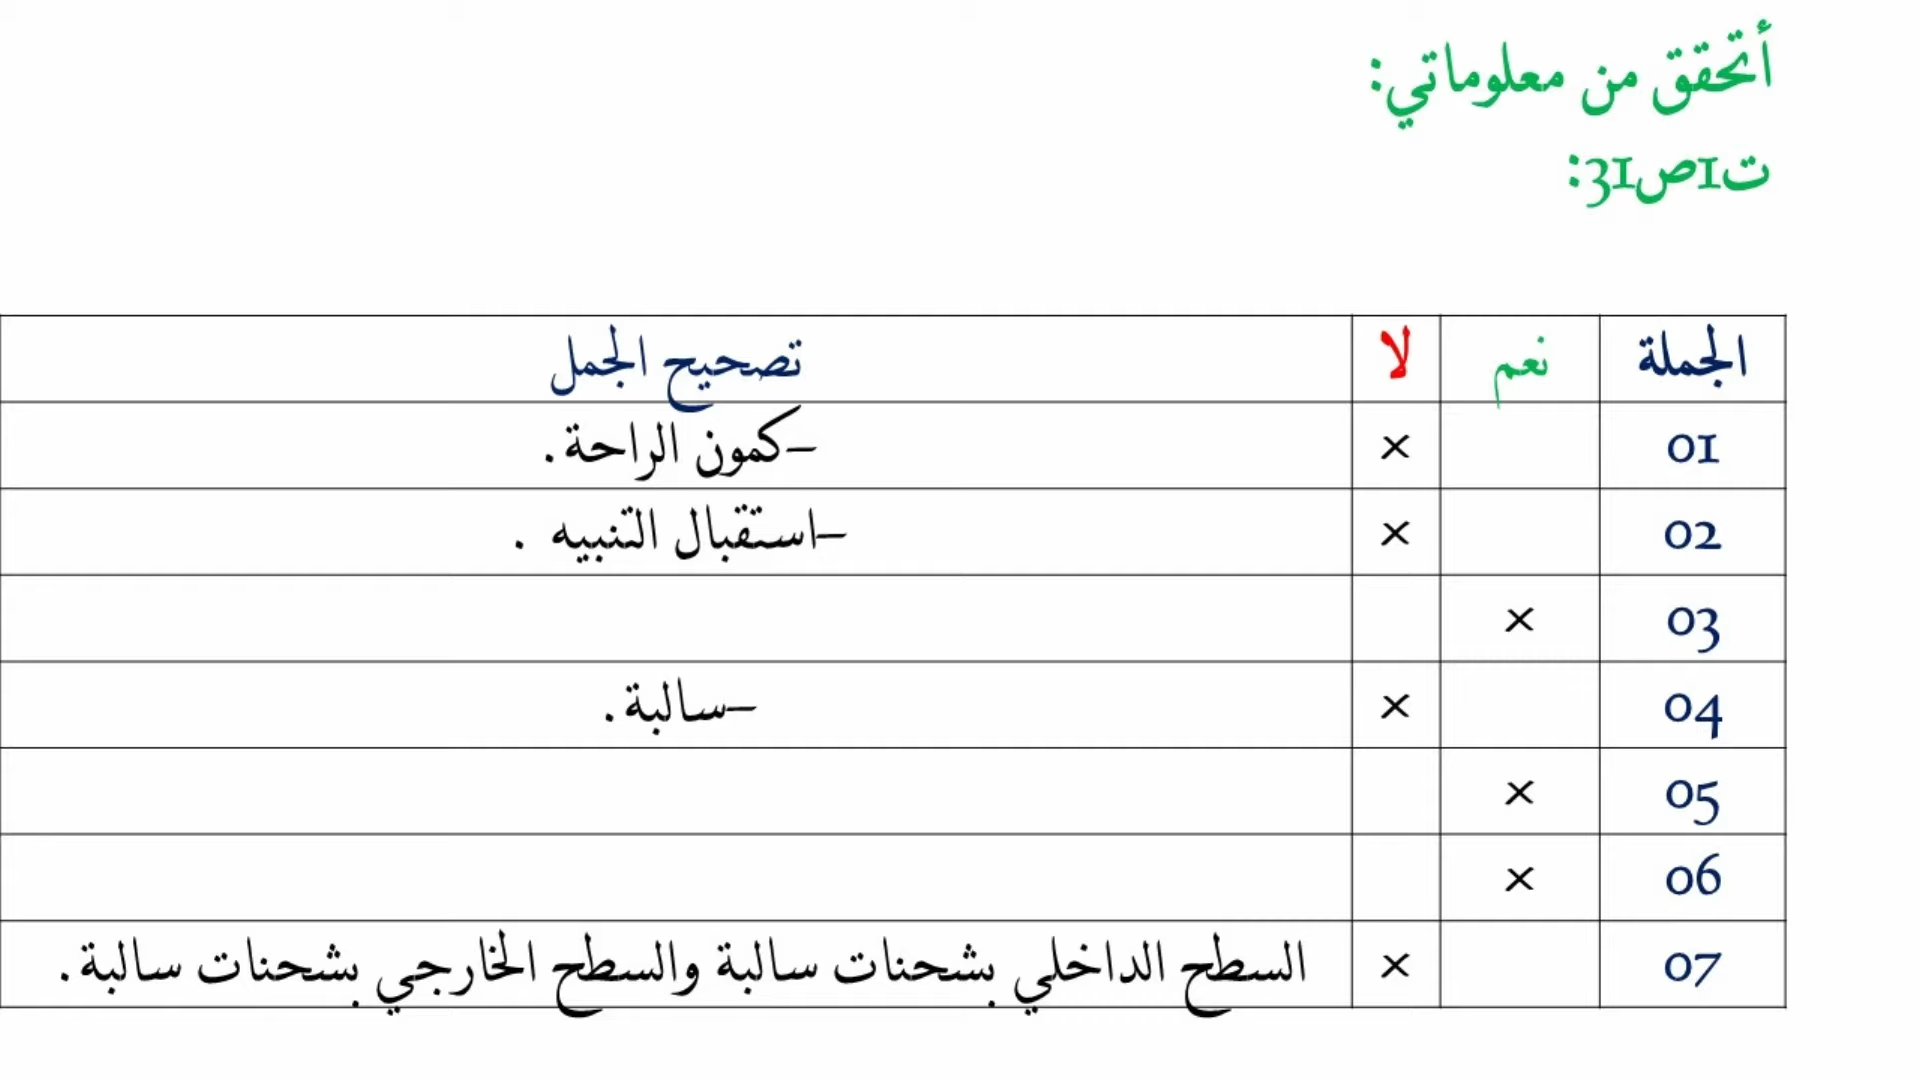 أتحقق من معلوماتي:
ت1ص31:
الجملة نعم لا تصحيح الجمل
01 × –كمون الراحة.
02 × –استقبال التنبيه .
03 ×
04 × –سالبة.
05 ×
06 ×
07 × السطح الداخلي بشحنات سالبة والسطح الخارجي بشحنات سالبة.